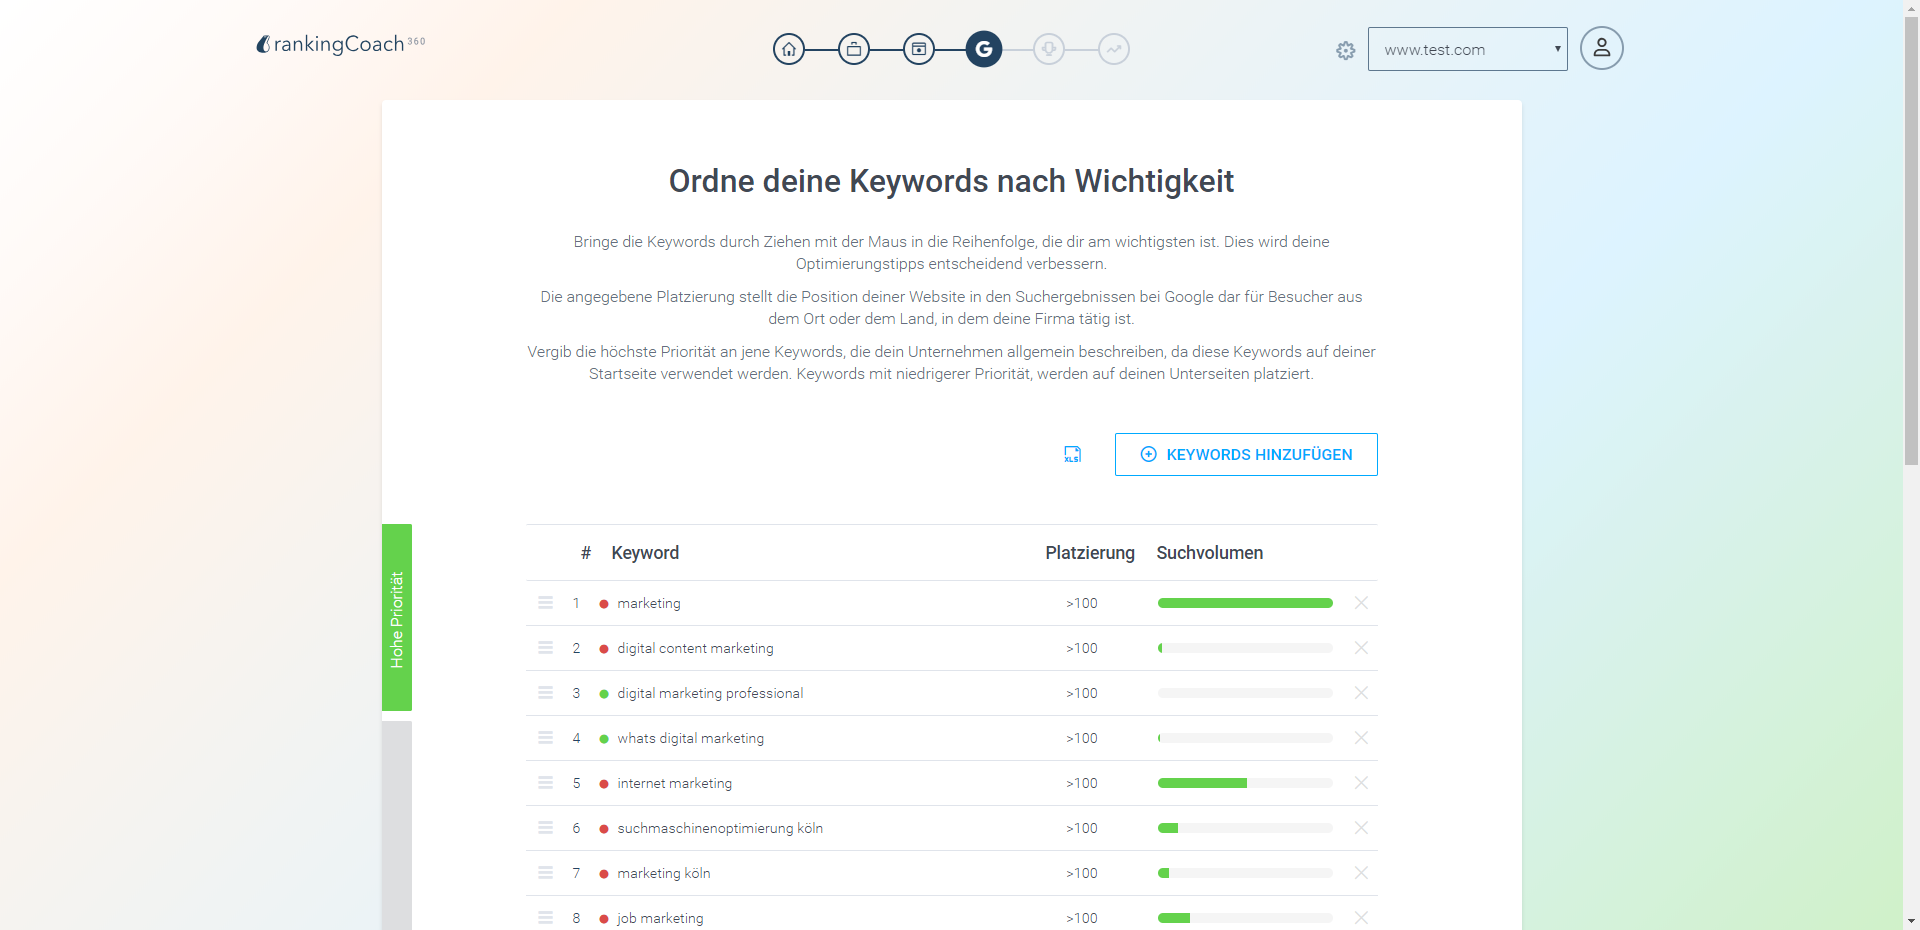 rankingCoach 360
G
www.test.com
Ordne deine Keywords nach Wichtigkeit
Bringe die Keywords durch Ziehen mit der Maus in die Reihenfolge, die dir am wichtigsten ist. Dies wird deine
Optimierungstipps entscheidend verbessern.
Die angegebene Platzierung stellt die Position deiner Website in den Suchergebnissen bei Google dar für Besucher aus
dem Ort oder dem Land, in dem deine Firma tätig ist.
Vergib die höchste Priorität an jene Keywords, die dein Unternehmen allgemein beschreiben, da diese Keywords auf deiner
Startseite verwendet werden. Keywords mit niedrigerer Priorität, werden auf deinen Unterseiten platziert.
XLS
KEYWORDS HINZUFÜGEN
Hohe Priorität
# Keyword Platzierung Suchvolumen
1 marketing >100
2 digital content marketing >100
3 digital marketing professional >100
4 whats digital marketing >100
5 internet marketing >100
6 suchmaschinenoptimierung köln >100
7 marketing köln >100
8 job marketing >100